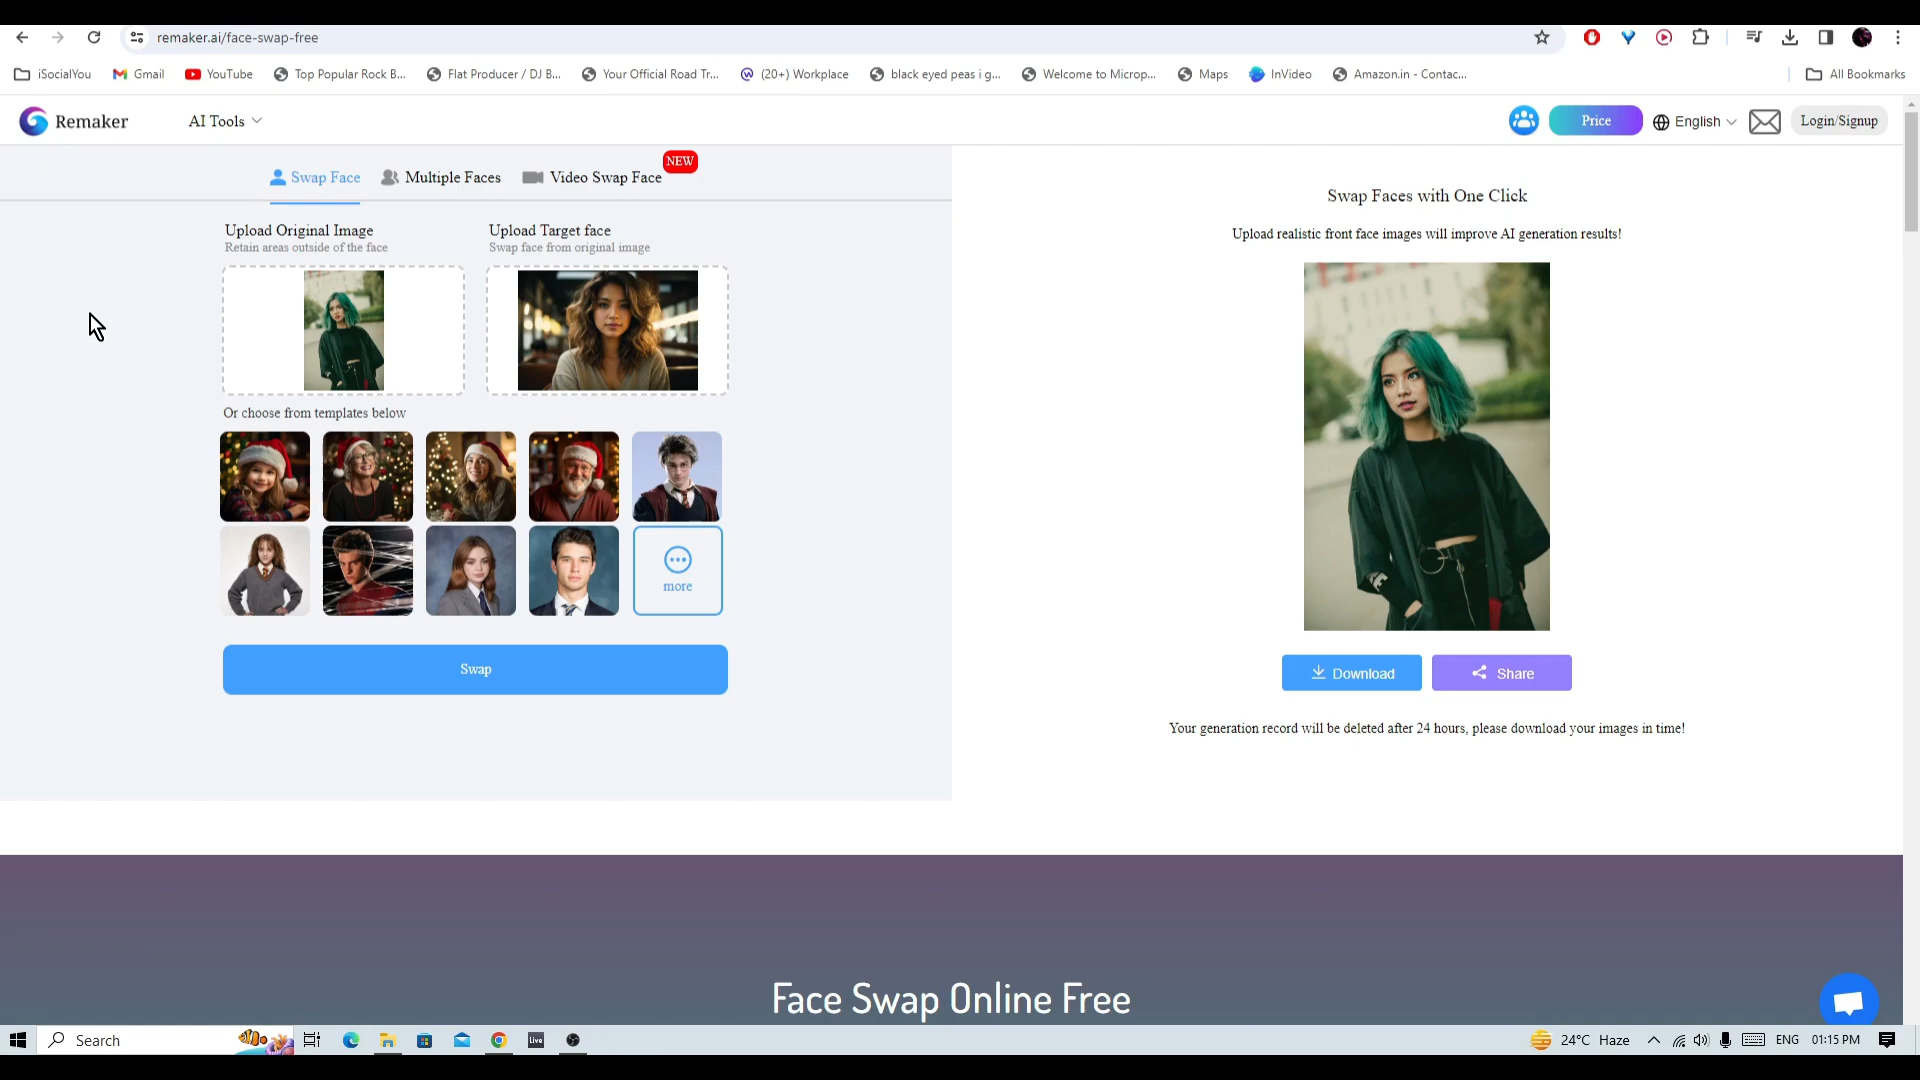 remaker.ai/face-swap-free
iSocialYou
Gmail
YouTube
Top Popular Rock B...
Flat Producer / DJ B...
Your Official Road Tr...
(20+) Workplace
black eyed peas i g...
Welcome to Microp...
Maps
InVideo
Amazon.in - Contac...
All Bookmarks
Remaker
AI Tools
Price
English
Login/Signup
Swap Face
Multiple Faces
Video Swap Face
NEW
Upload Original Image
Retain areas outside of the face
Upload Target face
Swap face from original image
Or choose from templates below
more
Swap
Swap Faces with One Click
Upload realistic front face images will improve AI generation results!
Download
Share
Your generation record will be deleted after 24 hours, please download your images in time!
Face Swap Online Free
Search
Live
24°C Haze
ENG
01:15 PM